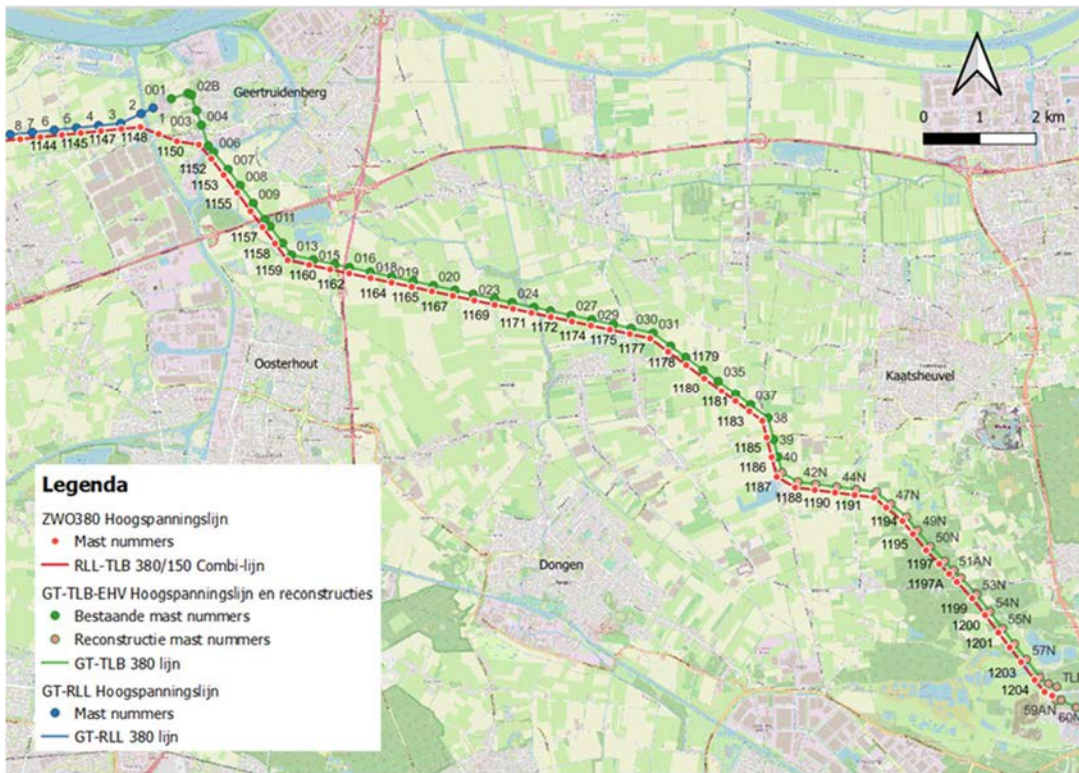 001
02B
Geertruidenberg
8
7
6
5
4
3
2
1
003
004
1144
1145
1147
1148
1150
006
1152
007
1153
008
1155
009
0
1
2 km
1157
011
1158
1159
013
1160
015
1162
016
018
1164
019
1165
020
1167
023
1169
024
1171
1172
027
1174
029
1175
030
1177
031
1178
1179
1180
035
1181
037
1183
38
1185
39
1186
40
1187
42N
1188
1190
44N
1191
47N
1194
49N
1195
50N
1197
51AN
1197A
53N
1199
54N
1200
55N
1201
57N
1203
1204
59AN
60N
Oosterhout
Kaatsheuvel
Dongen
Legenda
ZWO380 Hoogspanningslijn
Mast nummers
RLL-TLB 380/150 Combi-lijn
GT-TLB-EHV Hoogspanningslijn en reconstructies
Bestaande mast nummers
Reconstructie mast nummers
GT-TLB 380 lijn
GT-RLL Hoogspanningslijn
Mast nummers
GT-RLL 380 lijn